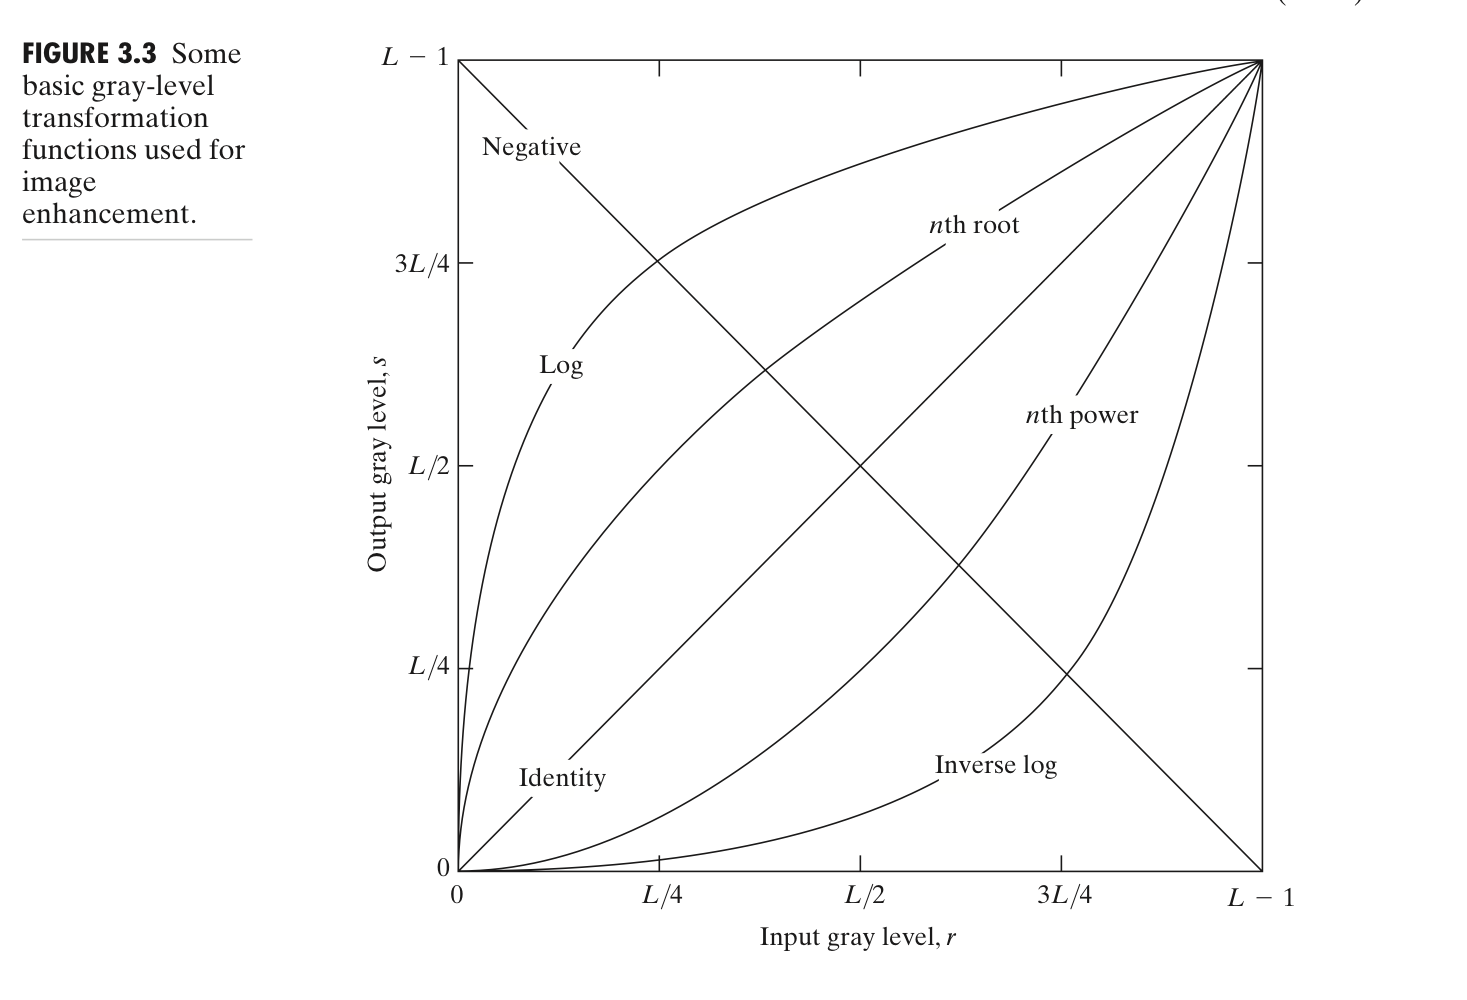 FIGURE 3.3 Some
basic gray-level
transformation
functions used for
image
enhancement.
L − 1
Negative
nth root
3L/4
Log
nth power
L/2
Output gray level, s
L/4
Inverse log
Identity
0
0 L/4 L/2 3L/4 L − 1
Input gray level, r